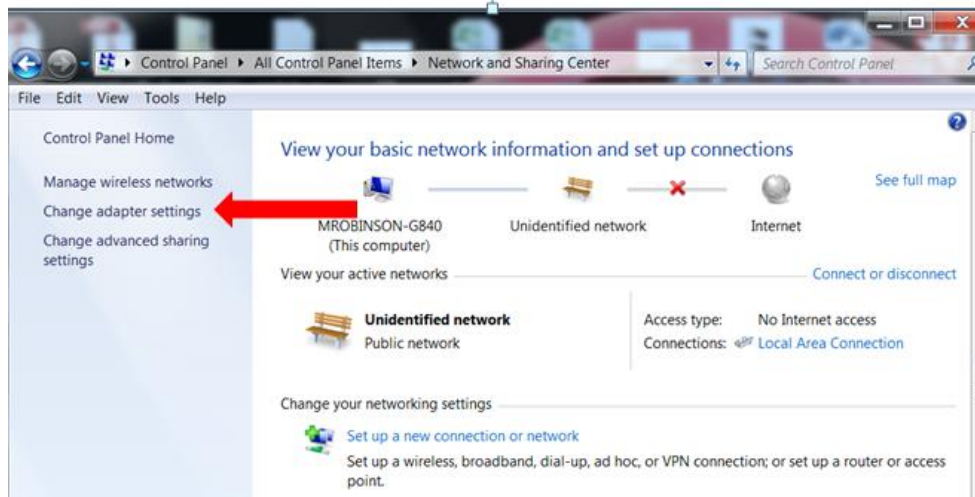 Control Panel ▸ All Control Panel Items ▸ Network and Sharing Center
Search Control Panel
File Edit View Tools Help
Control Panel Home
Manage wireless networks
Change adapter settings
Change advanced sharing
settings
View your basic network information and set up connections
See full map
MROBINSON-G840
(This computer)
Unidentified network
Internet
View your active networks
Connect or disconnect
Unidentified network
Public network
Access type: No Internet access
Connections: Local Area Connection
Change your networking settings
Set up a new connection or network
Set up a wireless, broadband, dial-up, ad hoc, or VPN connection; or set up a router or access
point.